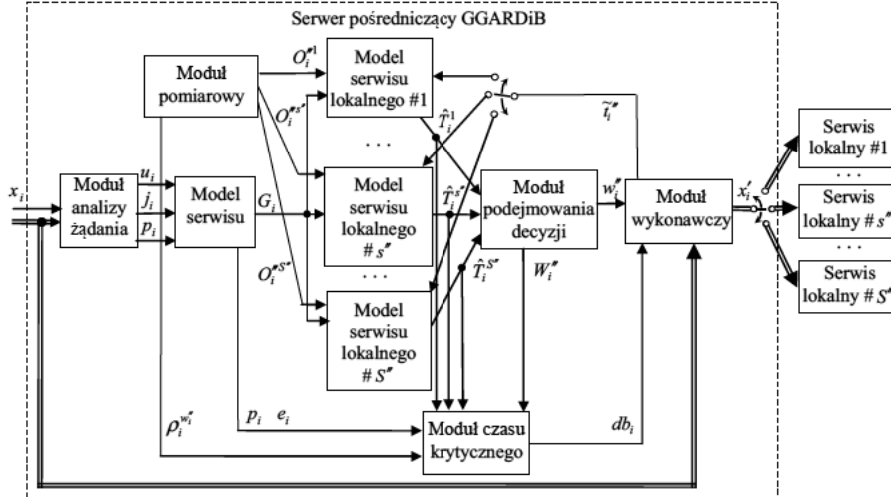 Serwer pośredniczący GGARDiB
Moduł
pomiarowy
O_i^{″1}
Model
serwisu
lokalnego #1
O_i^{″s″}
T̂_i^1
t̃_i^″
Serwis
lokalny #1
. . .
. . .
x_i
Moduł
analizy
żądania
u_i
j_i
p_i
Model
serwisu
G_i
Model
serwisu
lokalnego
# s″
T̂_i^{s″}
Moduł
podejmowania
decyzji
w_i^″
Moduł
wykonawczy
x_i′
Serwis
lokalny # s″
. . .
. . .
O_i^{″S″}
T̂_i^{S″}
W_i^″
Model
serwisu
lokalnego
# S″
Serwis
lokalny # S″
ρ_i^{w_i″}
p_i e_i
Moduł czasu
krytycznego
db_i